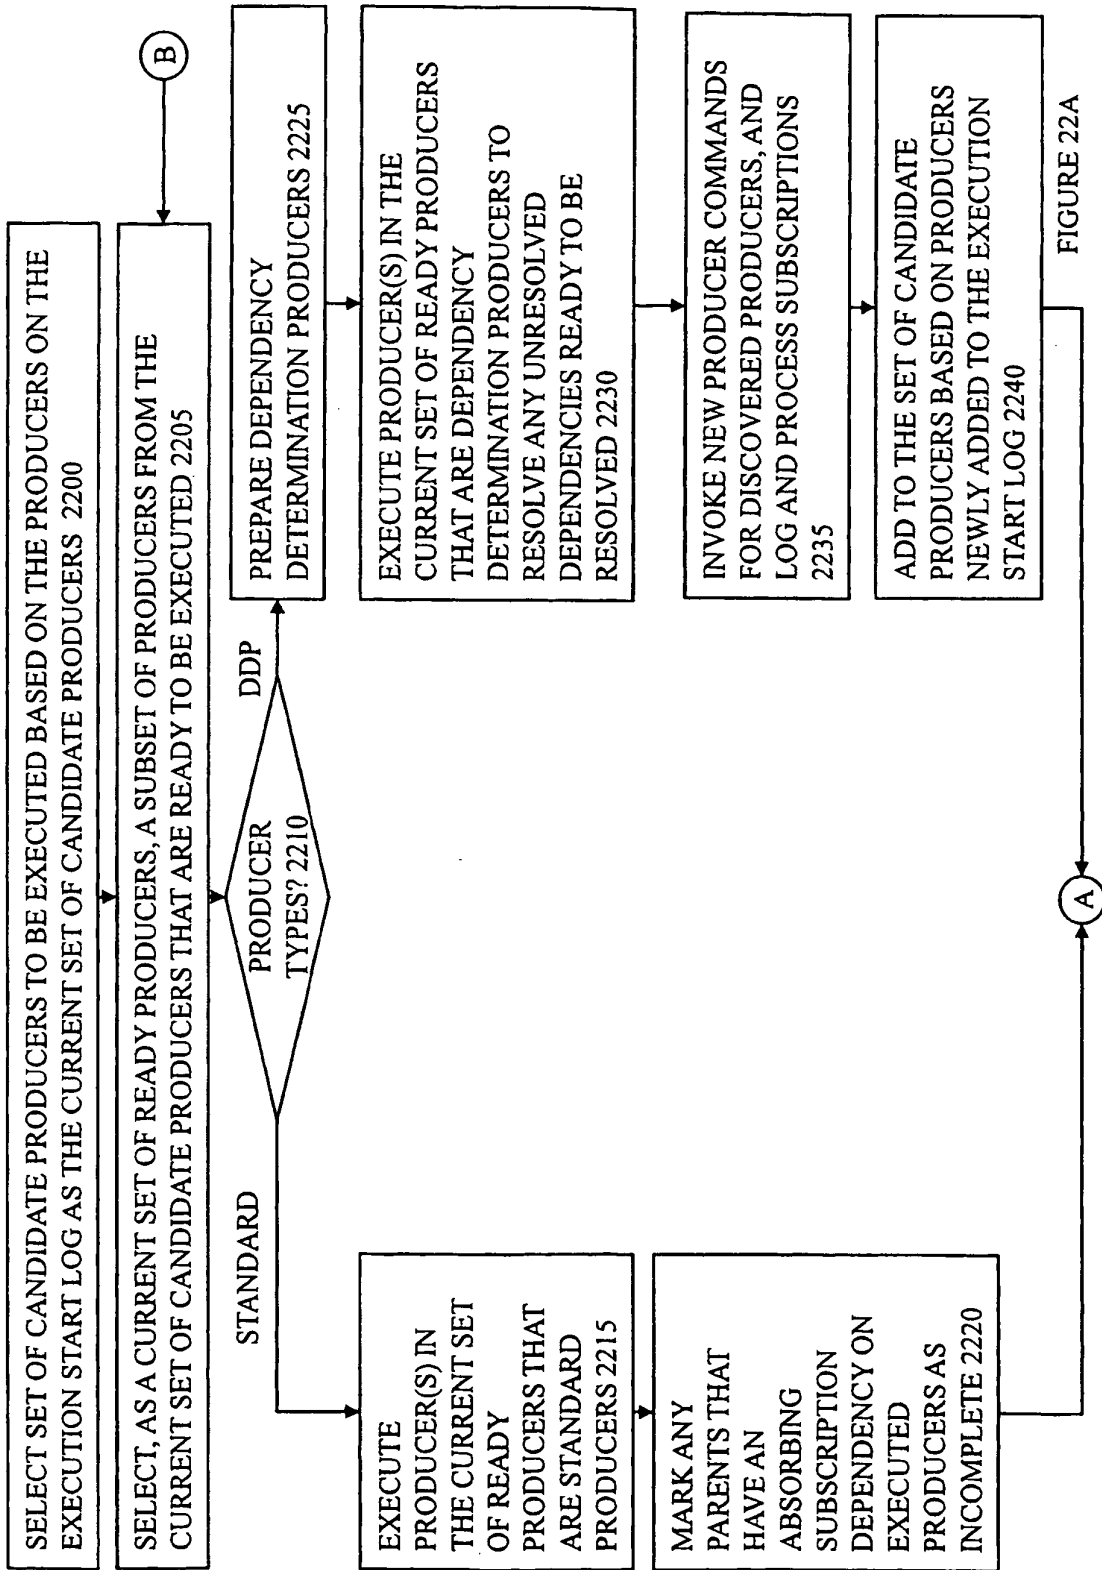 SELECT SET OF CANDIDATE PRODUCERS TO BE EXECUTED BASED ON THE PRODUCERS ON THE
EXECUTION START LOG AS THE CURRENT SET OF CANDIDATE PRODUCERS 2200
B
SELECT, AS A CURRENT SET OF READY PRODUCERS, A SUBSET OF PRODUCERS FROM THE
CURRENT SET OF CANDIDATE PRODUCERS THAT ARE READY TO BE EXECUTED 2205
PRODUCER
TYPES? 2210
STANDARD
DDP
EXECUTE
PRODUCER(S) IN
THE CURRENT SET
OF READY
PRODUCERS THAT
ARE STANDARD
PRODUCERS 2215
MARK ANY
PARENTS THAT
HAVE AN
ABSORBING
SUBSCRIPTION
DEPENDENCY ON
EXECUTED
PRODUCERS AS
INCOMPLETE 2220
PREPARE DEPENDENCY
DETERMINATION PRODUCERS 2225
EXECUTE PRODUCER(S) IN THE
CURRENT SET OF READY PRODUCERS
THAT ARE DEPENDENCY
DETERMINATION PRODUCERS TO
RESOLVE ANY UNRESOLVED
DEPENDENCIES READY TO BE
RESOLVED 2230
INVOKE NEW PRODUCER COMMANDS
FOR DISCOVERED PRODUCERS, AND
LOG AND PROCESS SUBSCRIPTIONS
2235
ADD TO THE SET OF CANDIDATE
PRODUCERS BASED ON PRODUCERS
NEWLY ADDED TO THE EXECUTION
START LOG 2240
A
FIGURE 22A